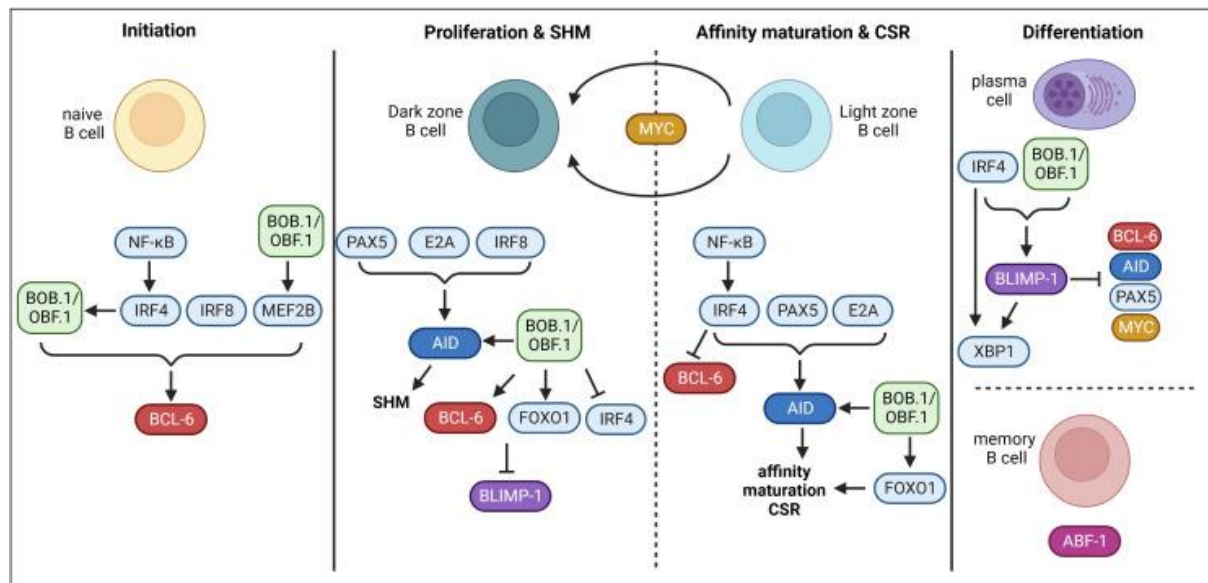 Initiation
naive
B cell
NF-κB
BOB.1/
OBF.1
BOB.1/
OBF.1
IRF4
IRF8
MEF2B
BCL-6
Proliferation & SHM
Dark zone
B cell
MYC
PAX5
E2A
IRF8
AID
BOB.1/
OBF.1
SHM
BCL-6
FOXO1
IRF4
BLIMP-1
Affinity maturation & CSR
Light zone
B cell
NF-κB
IRF4
PAX5
E2A
BCL-6
AID
BOB.1/
OBF.1
affinity
maturation
CSR
FOXO1
Differentiation
plasma
cell
IRF4
BOB.1/
OBF.1
BLIMP-1
BCL-6
AID
PAX5
MYC
XBP1
memory
B cell
ABF-1